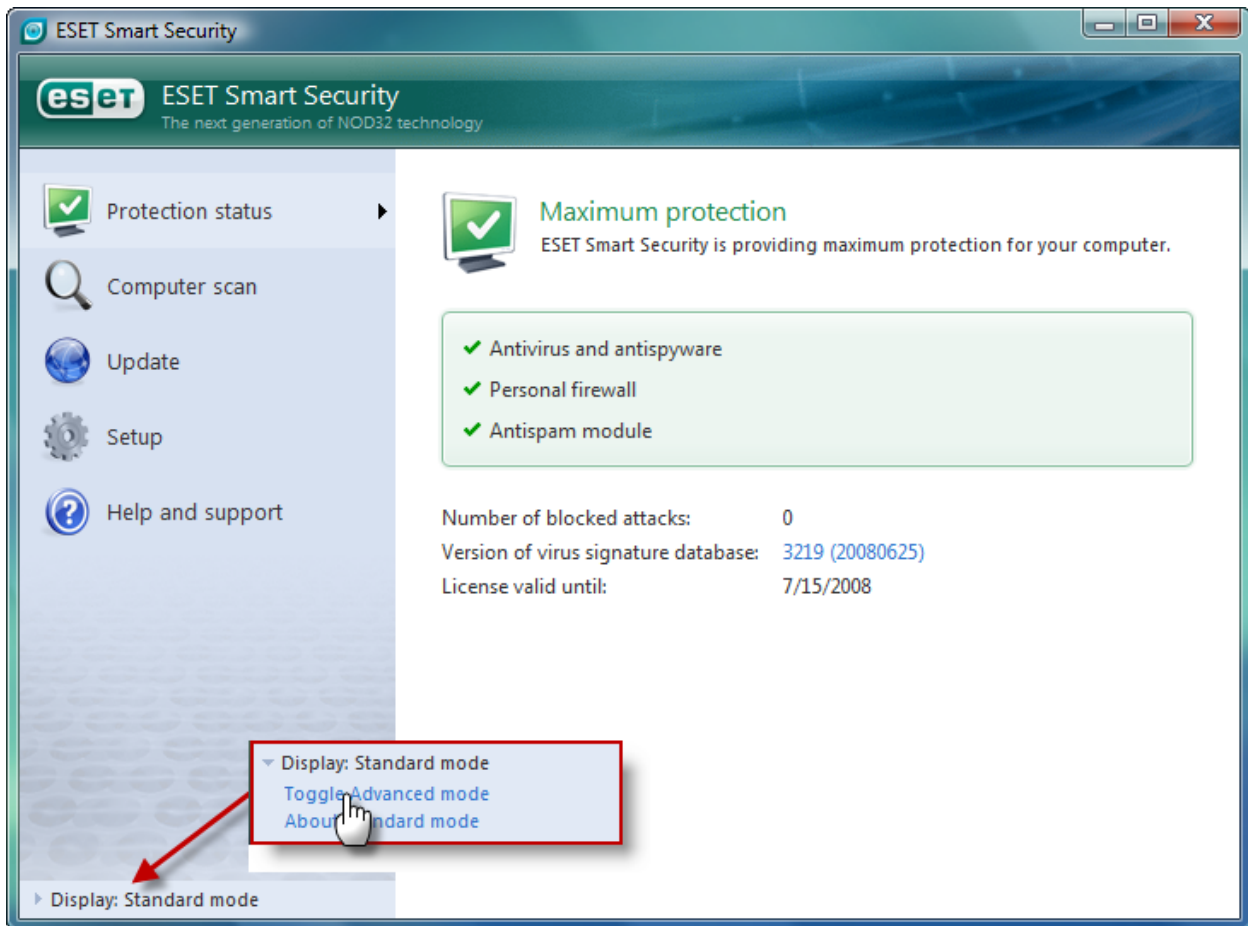 ESET Smart Security
eset
ESET Smart Security
The next generation of NOD32 technology
Protection status
Computer scan
Update
Setup
Help and support
Maximum protection
ESET Smart Security is providing maximum protection for your computer.
Antivirus and antispyware
Personal firewall
Antispam module
Number of blocked attacks: 0
Version of virus signature database: 3219 (20080625)
License valid until: 7/15/2008
Display: Standard mode
Toggle Advanced mode
About mode
Display: Standard mode